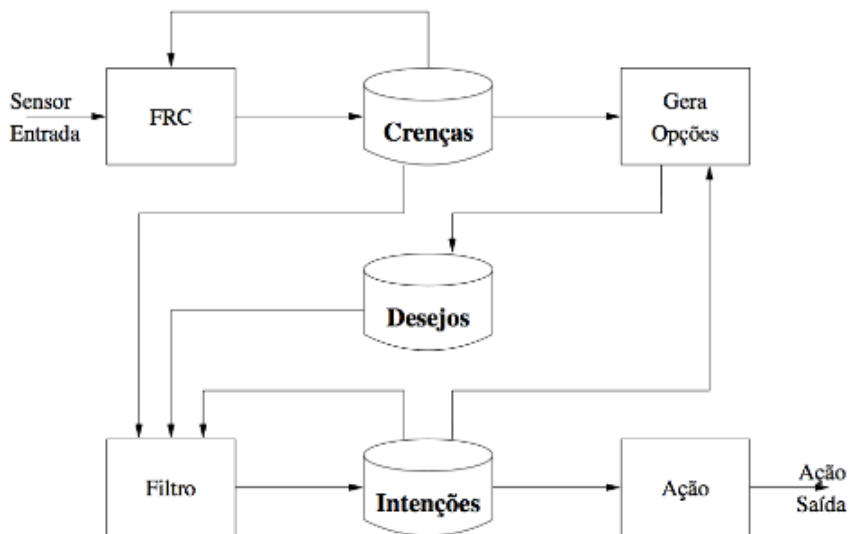 Sensor
Entrada
FRC
Crenças
Gera
Opções
Desejos
Filtro
Intenções
Ação
Ação
Saída